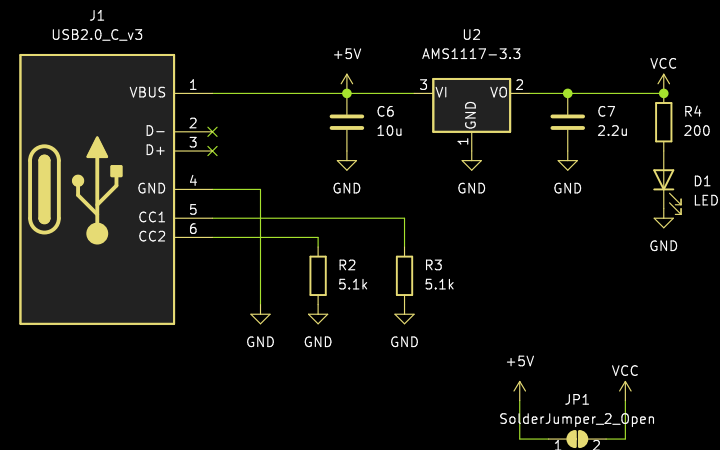 J1
USB2.0_C_v3
VBUS 1
D- 2
D+ 3
GND 4
CC1 5
CC2 6
+5V
C6
10u
GND
U2
AMS1117-3.3
3 VI VO 2
GND
1
GND
C7
2.2u
GND
VCC
R4
200
D1
LED
GND
R2
5.1k
R3
5.1k
GND GND GND
+5V VCC
JP1
SolderJumper_2_Open
1 2